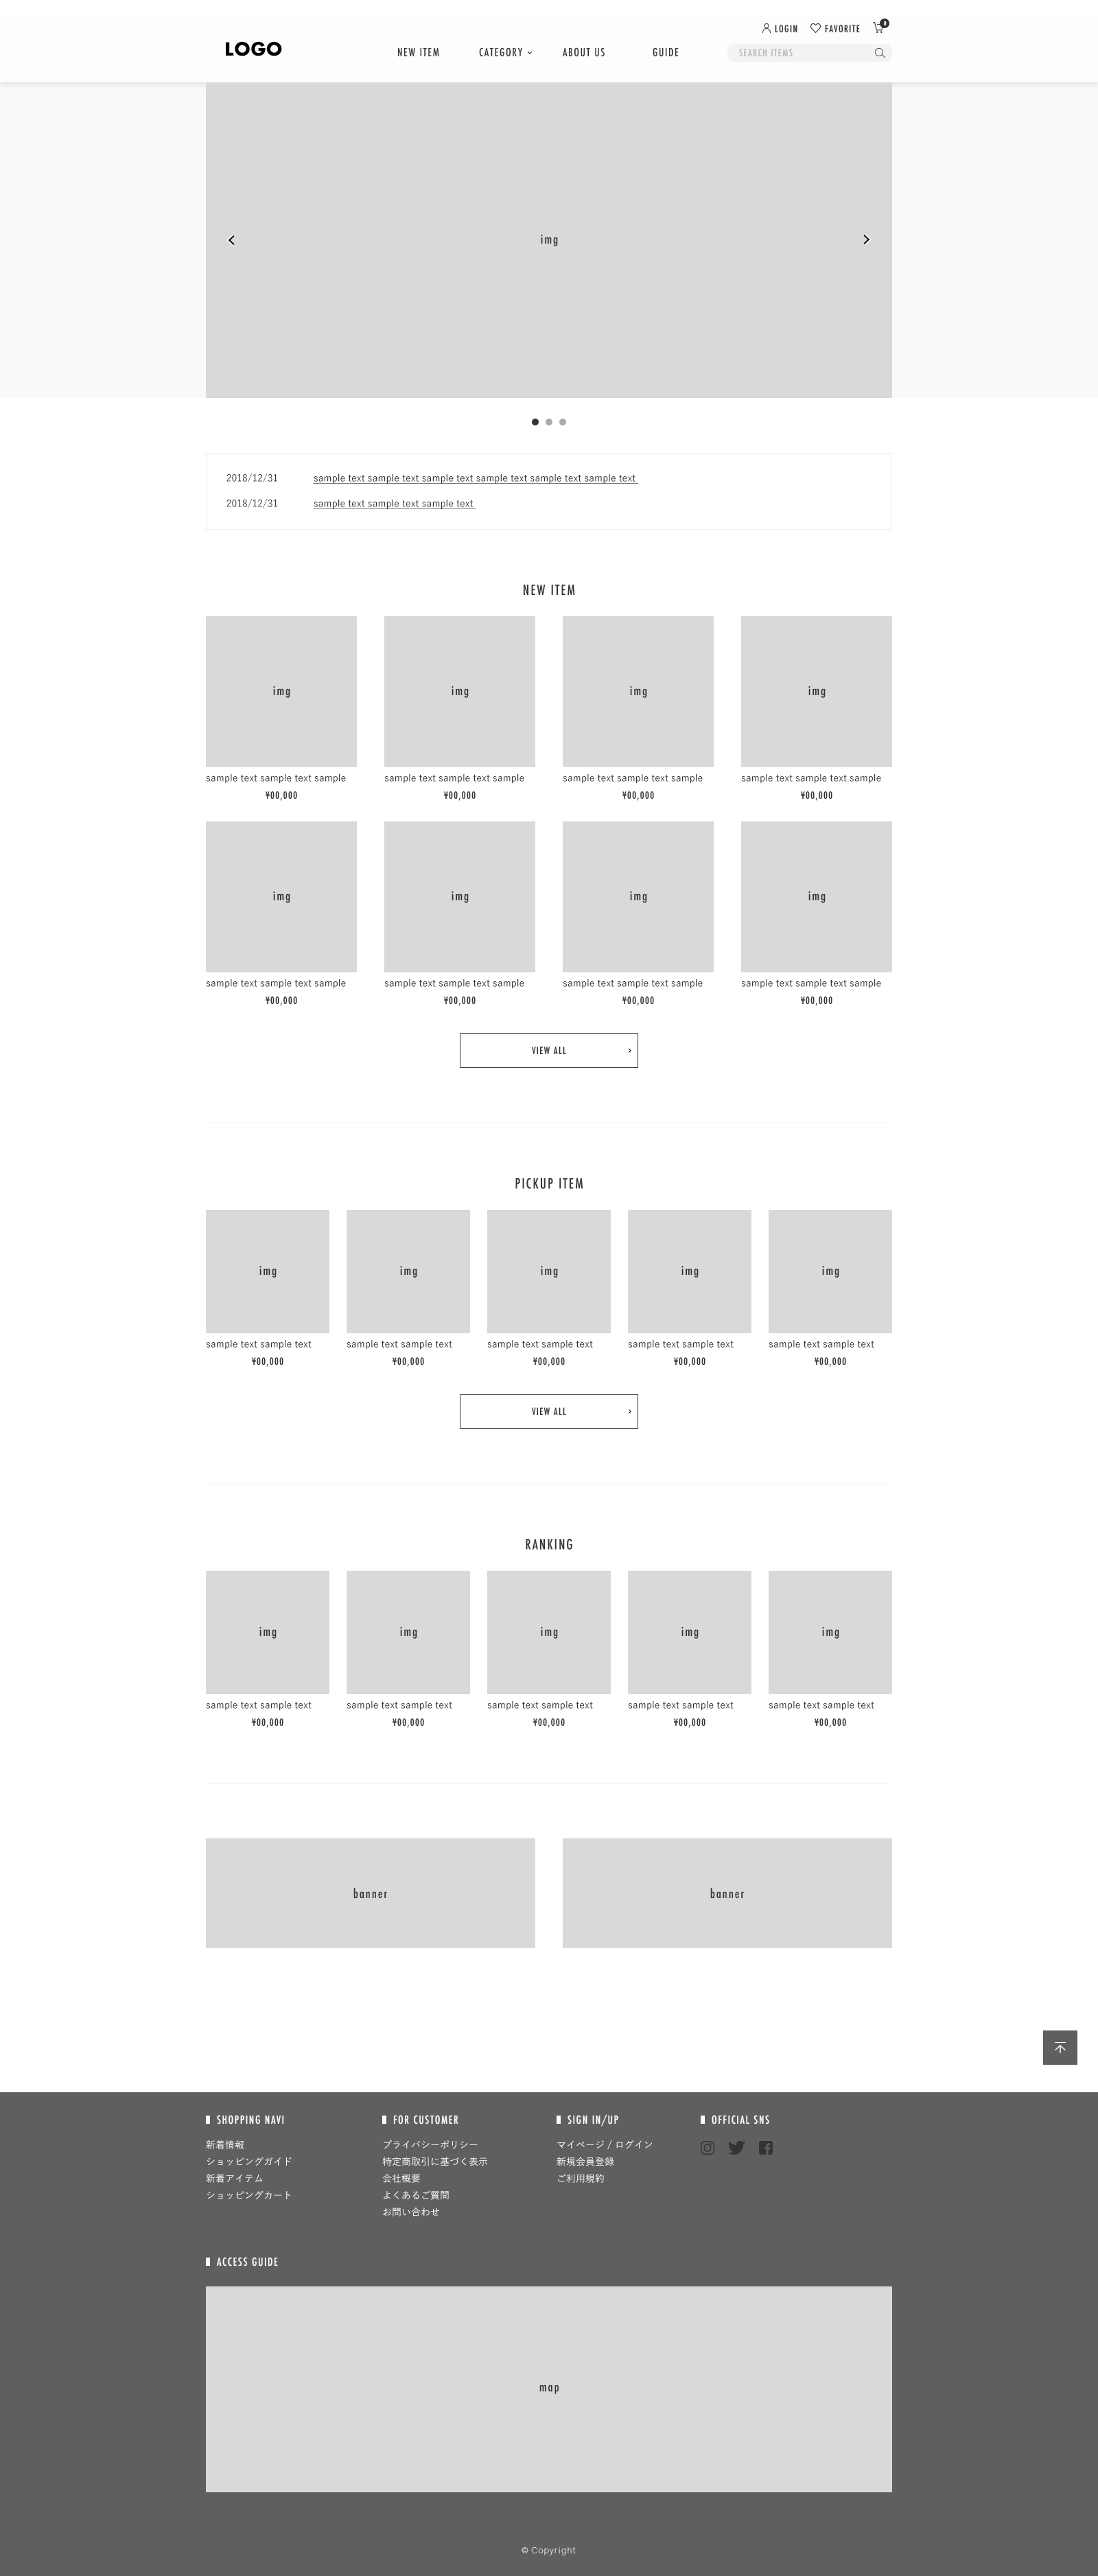 LOGIN FAVORITE 0
LOGO NEW ITEM CATEGORY ABOUT US GUIDE SEARCH ITEMS
img
2018/12/31 sample text sample text sample text sample text sample text sample text
2018/12/31 sample text sample text sample text
NEW ITEM
img img img img
sample text sample text sample sample text sample text sample sample text sample text sample sample text sample text sample
¥00,000 ¥00,000 ¥00,000 ¥00,000
img img img img
sample text sample text sample sample text sample text sample sample text sample text sample sample text sample text sample
¥00,000 ¥00,000 ¥00,000 ¥00,000
VIEW ALL
PICKUP ITEM
img img img img img
sample text sample text sample text sample text sample text sample text sample text sample text sample text sample text
¥00,000 ¥00,000 ¥00,000 ¥00,000 ¥00,000
VIEW ALL
RANKING
img img img img img
sample text sample text sample text sample text sample text sample text sample text sample text sample text sample text
¥00,000 ¥00,000 ¥00,000 ¥00,000 ¥00,000
banner banner
SHOPPING NAVI
新着情報
ショッピングガイド
新着アイテム
ショッピングカート
FOR CUSTOMER
プライバシーポリシー
特定商取引に基づく表示
会社概要
よくあるご質問
お問い合わせ
SIGN IN/UP
マイページ / ログイン
新規会員登録
ご利用規約
OFFICIAL SNS
ACCESS GUIDE
map
© Copyright